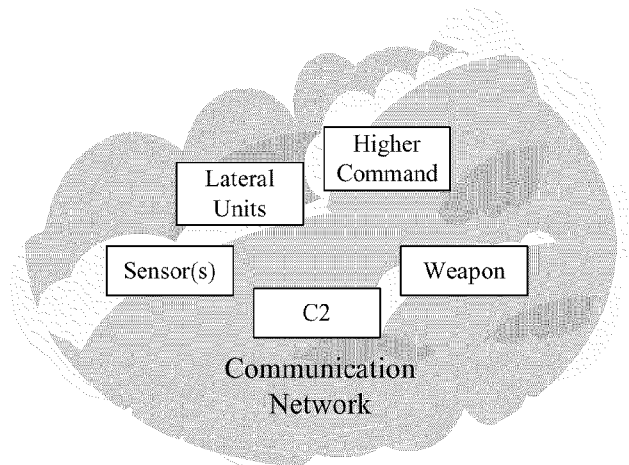 Higher
Command
Lateral
Units
Sensor(s)
Weapon
C2
Communication
Network